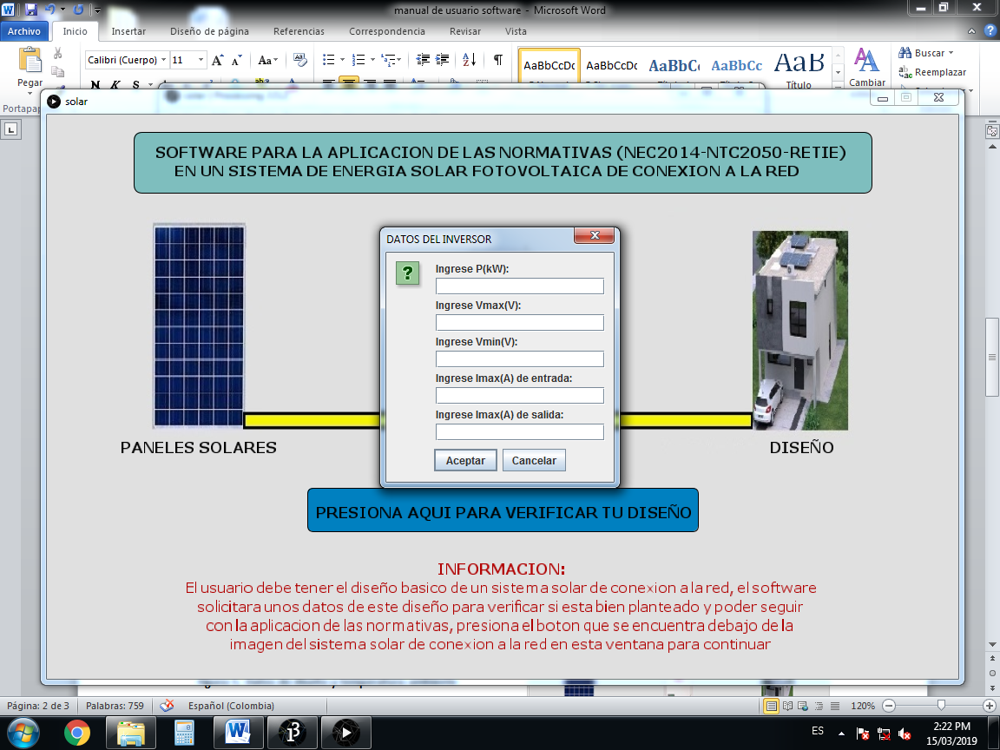 manual de usuario software - Microsoft Word
Archivo Inicio Insertar Diseño de página Referencias Correspondencia Revisar Vista
Pegar
Calibri (Cuerpo) 11
AaBbCcDc AaBbCcDc AaBbC AaBbCc AaB
Título
Cambiar
Buscar
Reemplazar
Portapap
solar
SOFTWARE PARA LA APLICACION DE LAS NORMATIVAS (NEC2014-NTC2050-RETIE)
EN UN SISTEMA DE ENERGIA SOLAR FOTOVOLTAICA DE CONEXION A LA RED
DATOS DEL INVERSOR
Ingrese P(kW):
Ingrese Vmax(V):
Ingrese Vmin(V):
Ingrese Imax(A) de entrada:
Ingrese Imax(A) de salida:
Aceptar Cancelar
PANELES SOLARES
DISEÑO
PRESIONA AQUI PARA VERIFICAR TU DISEÑO
INFORMACION:
El usuario debe tener el diseño basico de un sistema solar de conexion a la red, el software
solicitara unos datos de este diseño para verificar si esta bien planteado y poder seguir
con la aplicacion de las normativas, presiona el boton que se encuentra debajo de la
imagen del sistema solar de conexion a la red en esta ventana para continuar
Página: 2 de 3 Palabras: 759 Español (Colombia) 120%
ES
2:22 PM
15/03/2019